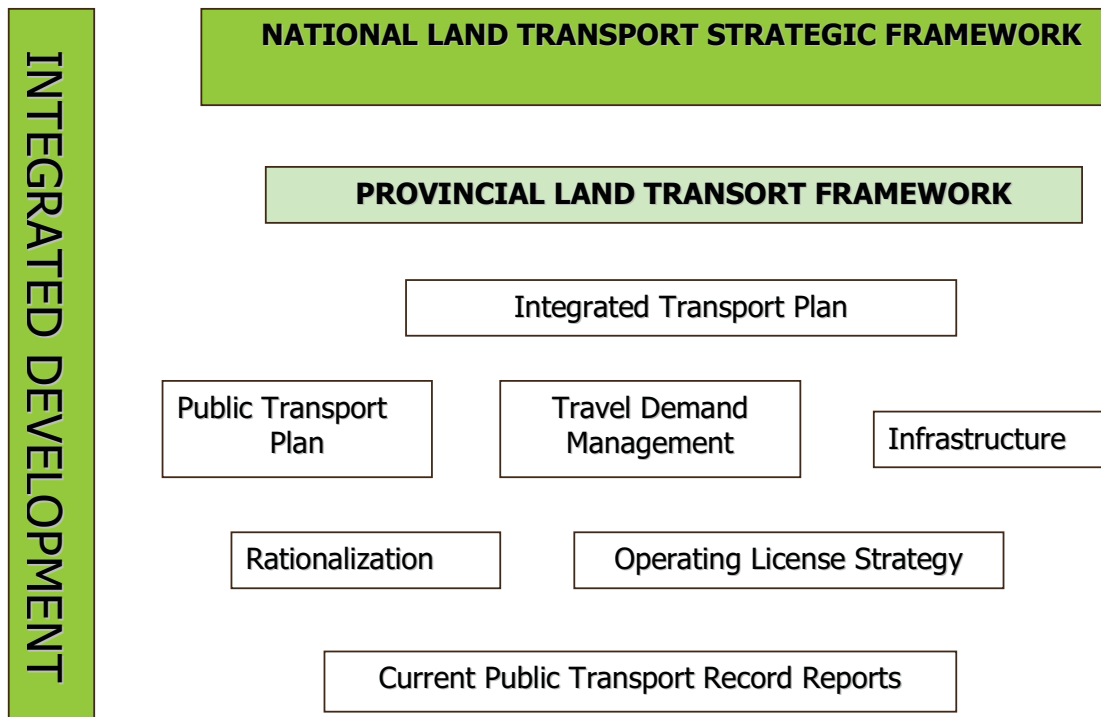 INTEGRATED DEVELOPMENT
NATIONAL LAND TRANSPORT STRATEGIC FRAMEWORK
PROVINCIAL LAND TRANSORT FRAMEWORK
Integrated Transport Plan
Public Transport
Plan
Travel Demand
Management
Infrastructure
Rationalization
Operating License Strategy
Current Public Transport Record Reports